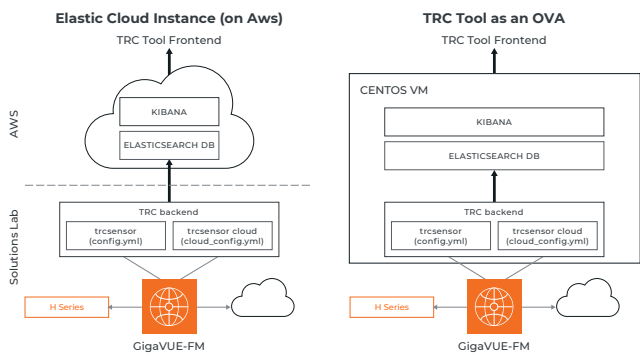 Elastic Cloud Instance (on Aws)
TRC Tool Frontend
AWS
KIBANA
ELASTICSEARCH DB
Solutions Lab
TRC backend
trcsensor
(config.yml)
trcsensor cloud
(cloud_config.yml)
H Series
GigaVUE-FM
TRC Tool as an OVA
TRC Tool Frontend
CENTOS VM
KIBANA
ELASTICSEARCH DB
TRC backend
trcsensor
(config.yml)
trcsensor cloud
(cloud_config.yml)
H Series
GigaVUE-FM